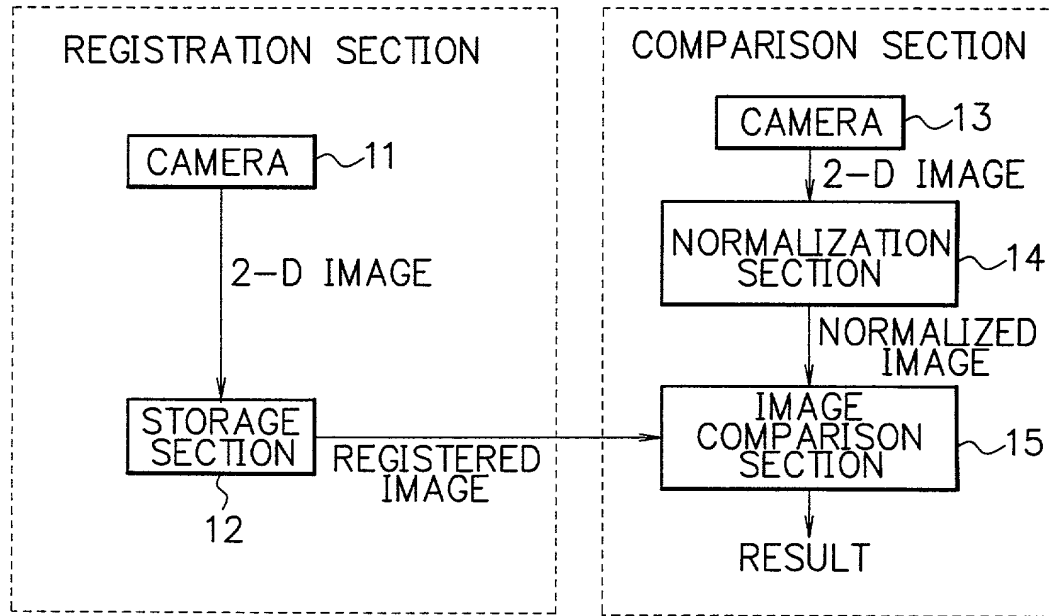 REGISTRATION SECTION
CAMERA
11
2-D IMAGE
STORAGE
SECTION
12
REGISTERED
IMAGE
COMPARISON SECTION
CAMERA
13
2-D IMAGE
NORMALIZATION
SECTION
14
NORMALIZED
IMAGE
IMAGE
COMPARISON
SECTION
15
RESULT